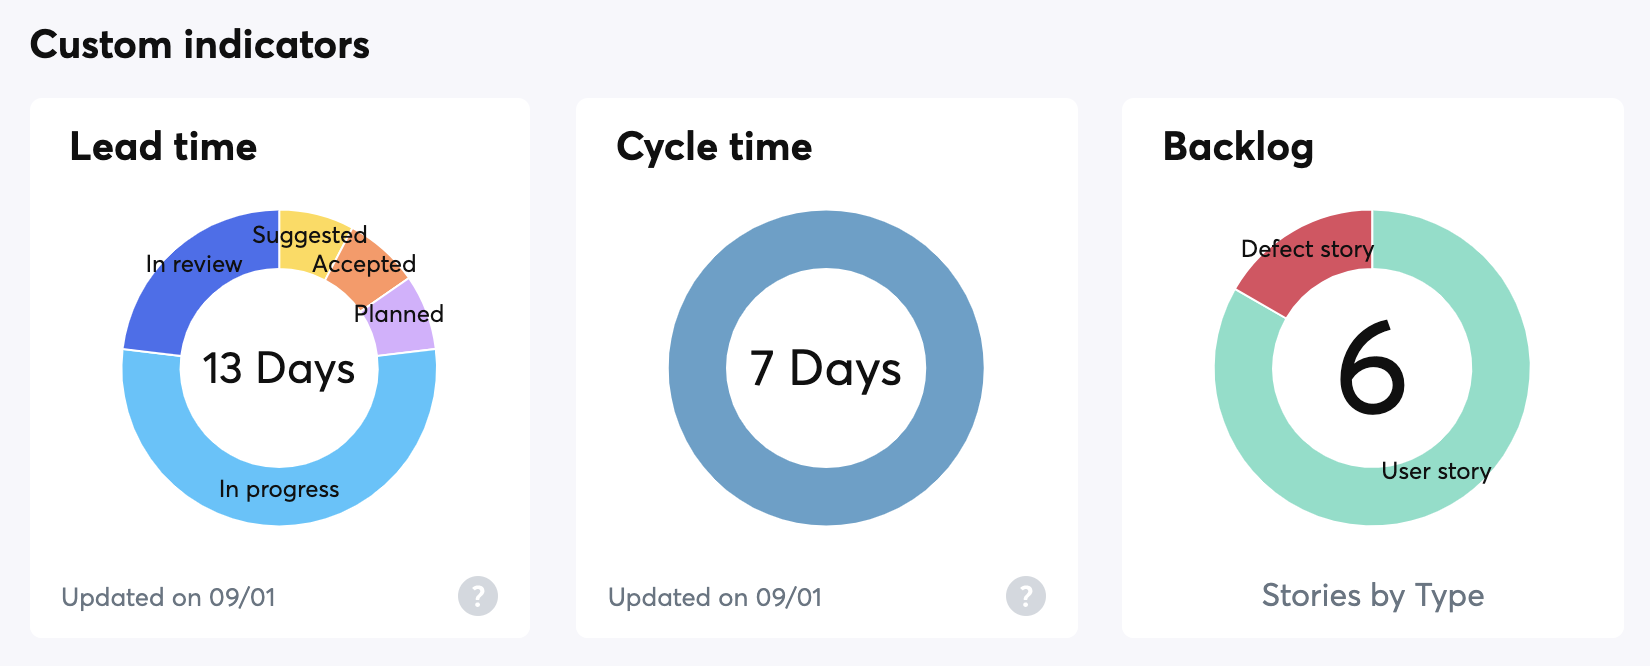 Custom indicators
Lead time
Suggested
In review
Accepted
Planned
13 Days
In progress
Updated on 09/01
?
Cycle time
7 Days
Updated on 09/01
?
Backlog
Defect story
6
User story
Stories by Type